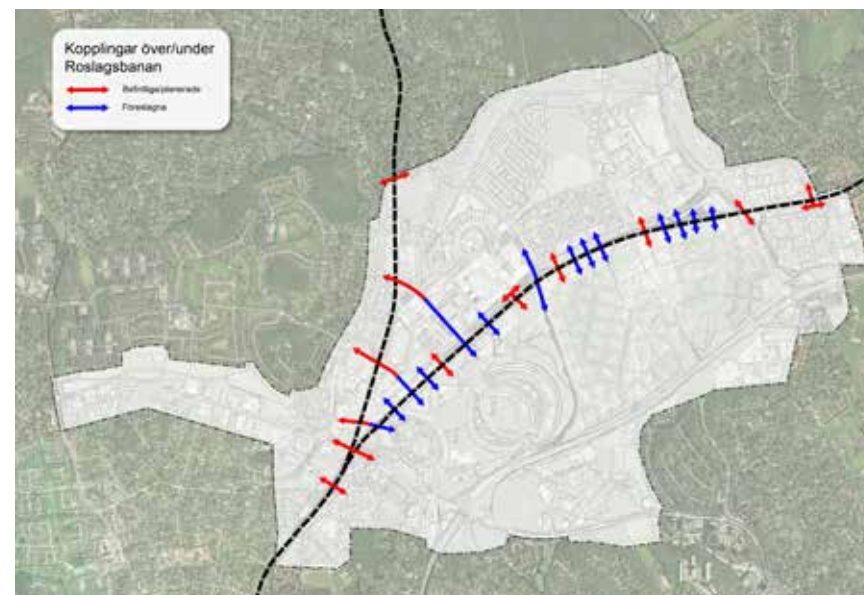 Kopplingar över/under
Roslagsbanan
Befintliga/planerade
Föreslagna